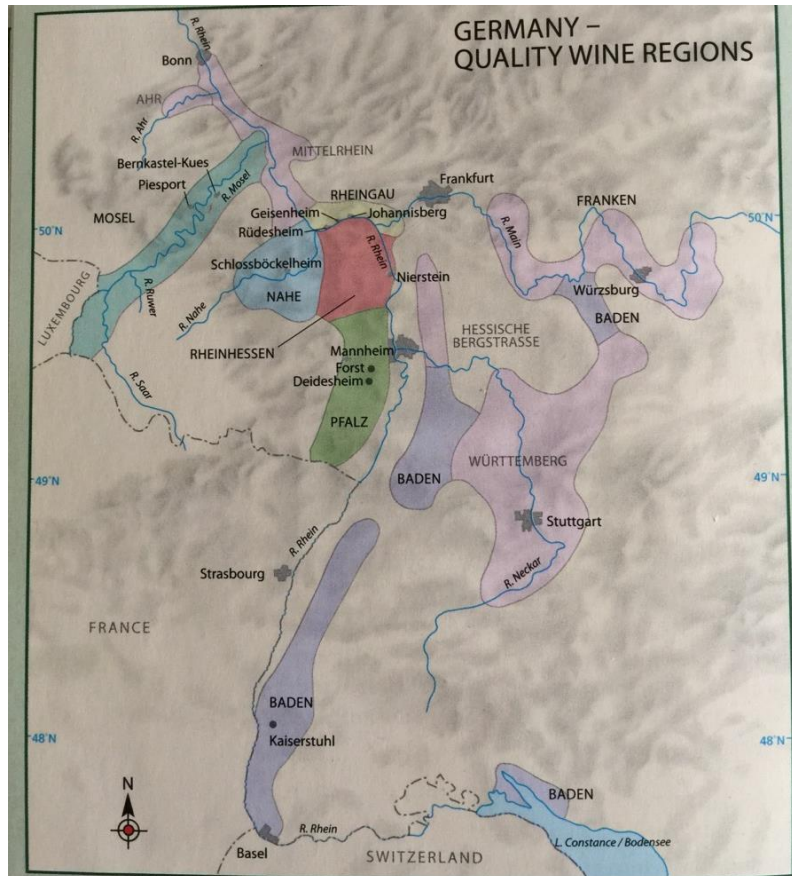 GERMANY –
QUALITY WINE REGIONS
R. Rhein
Bonn
AHR
R. Ahr
MITTELRHEIN
Bernkastel-Kues
Piesport
R. Mosel
MOSEL
Frankfurt
RHEINGAU
Geisenheim
Johannisberg
Rüdesheim
FRANKEN
R. Main
50°N
50°N
R. Rhein
Schlossböckelheim
Nierstein
LUXEMBOURG
R. Ruwer
NAHE
R. Nahe
Würzsburg
BADEN
HESSISCHE
BERGSTRASSE
RHEINHESSEN
Mannheim
Forst
Deidesheim
R. Saar
PFALZ
WÜRTTEMBERG
49°N
BADEN
49°N
Stuttgart
R. Rhein
Strasbourg
R. Neckar
FRANCE
BADEN
Kaiserstuhl
48°N
48°N
N
BADEN
R. Rhein
Basel
L. Constance / Bodensee
SWITZERLAND